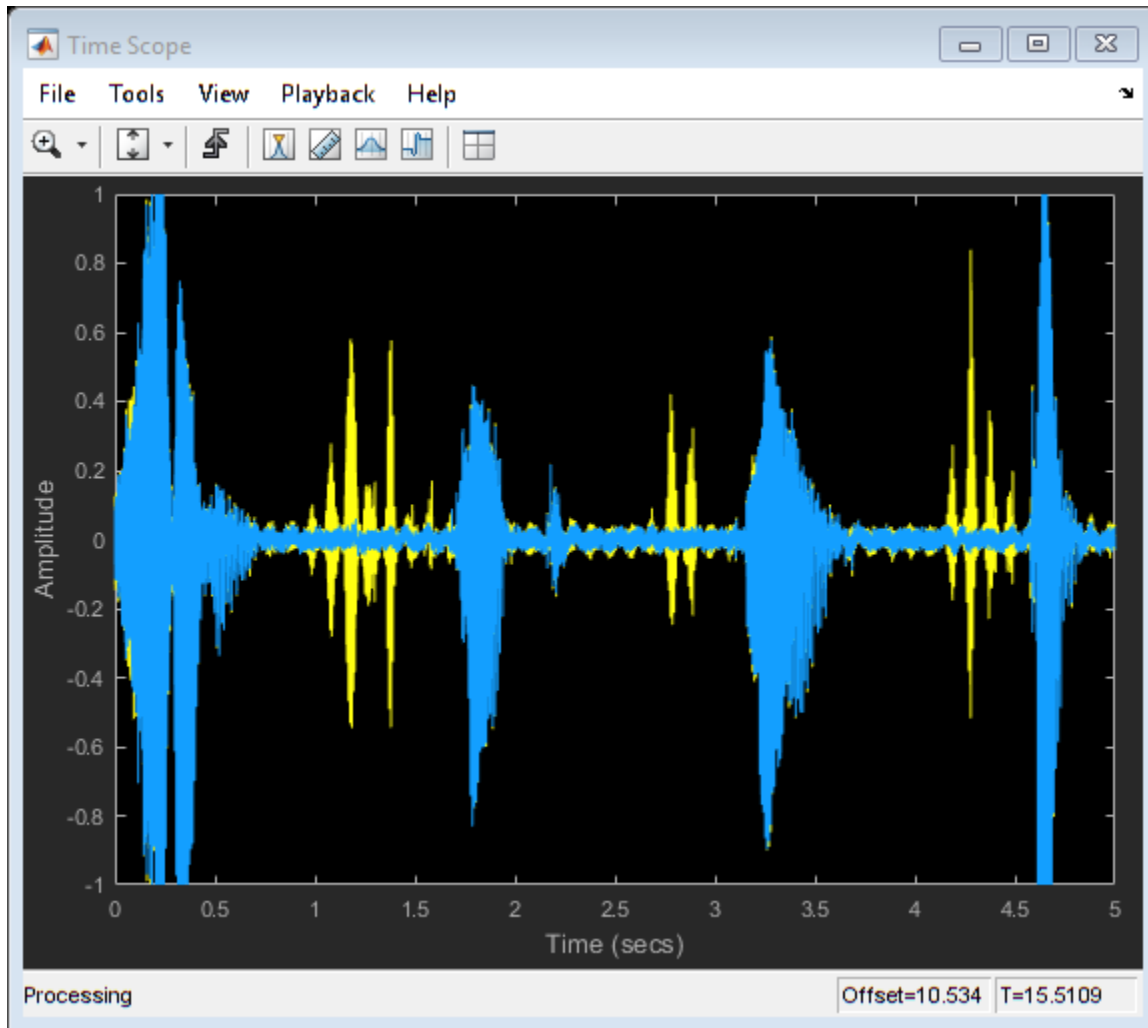 Time Scope
File Tools View Playback Help
1
0.8
0.6
0.4
0.2
0
-0.2
-0.4
-0.6
-0.8
-1
Amplitude
0 0.5 1 1.5 2 2.5 3 3.5 4 4.5 5
Time (secs)
Processing Offset=10.534 T=15.5109